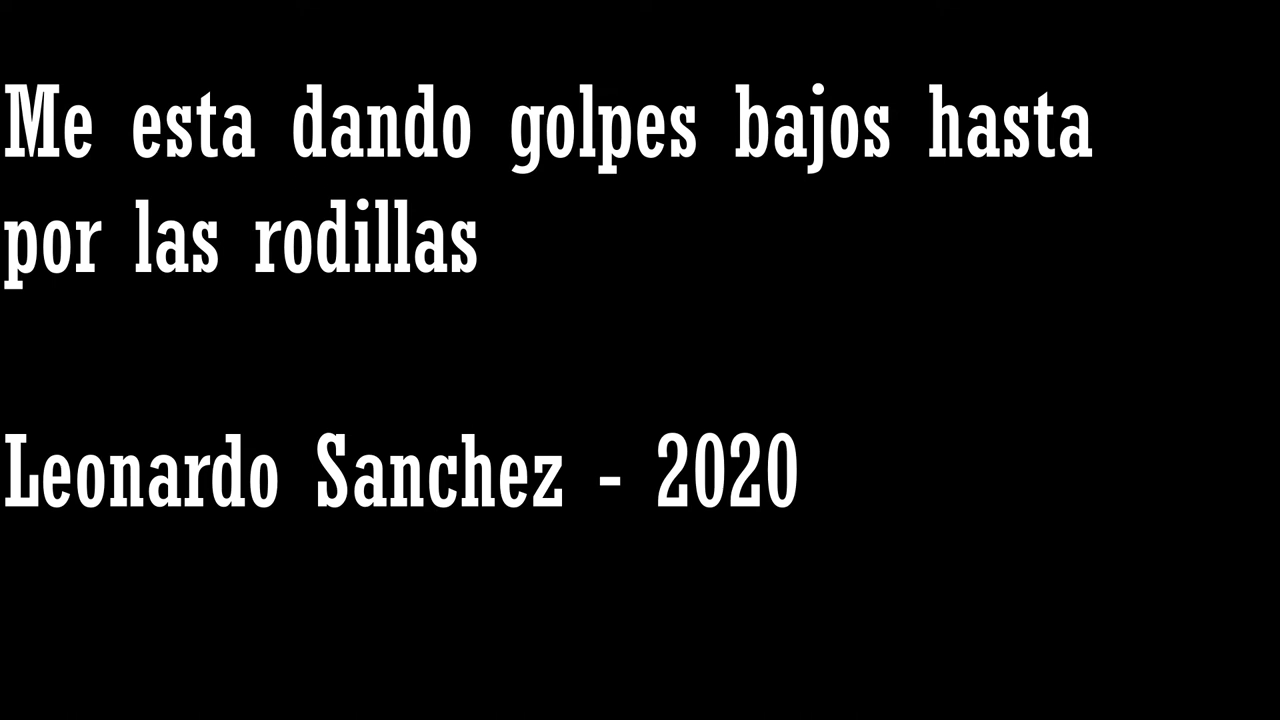 Me esta dando golpes bajos hasta
por las rodillas
Leonardo Sanchez - 2020